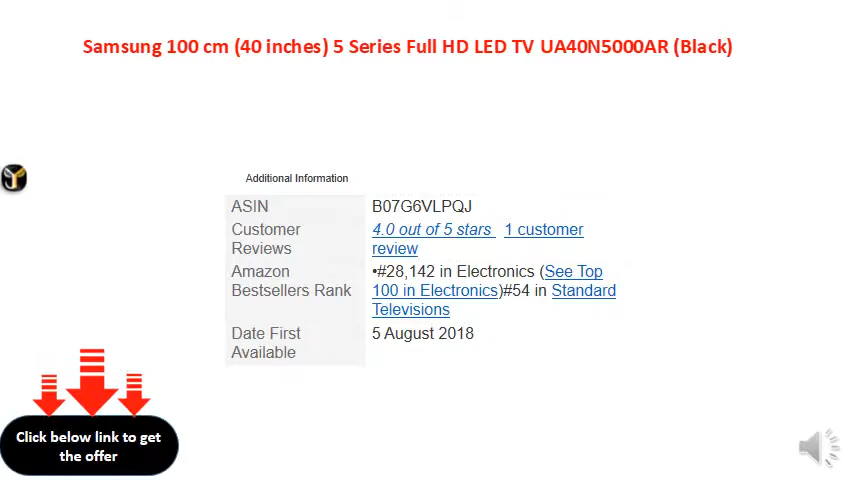 Samsung 100 cm (40 inches) 5 Series Full HD LED TV UA40N5000AR (Black)
Additional Information
ASIN B07G6VLPQJ
Customer 4.0 out of 5 stars 1 customer
Reviews review
Amazon •#28,142 in Electronics (See Top
Bestsellers Rank 100 in Electronics)#54 in Standard
Televisions
Date First 5 August 2018
Available
Click below link to get
the offer